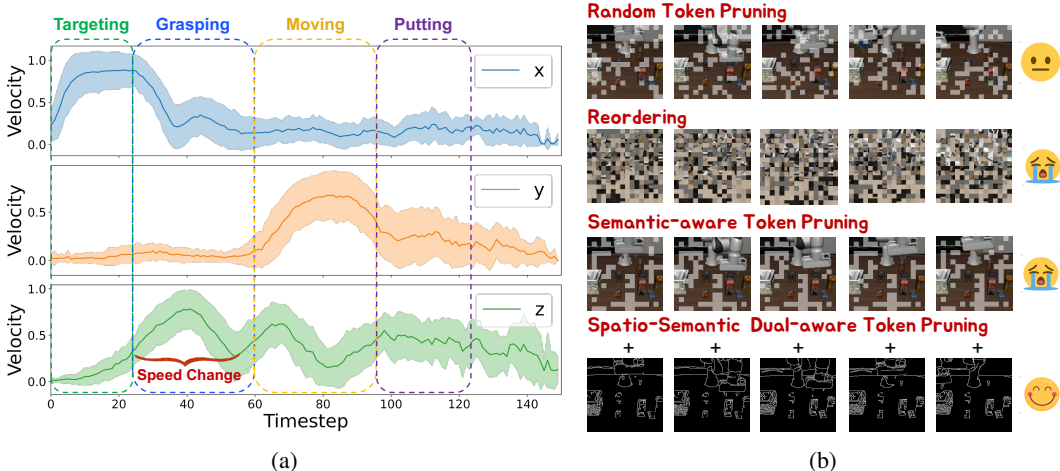 Targeting Grasping Moving Putting
Velocity
1.0
0.5
0.0
x
Velocity
0.5
0.0
y
Velocity
1.0
0.5
0.0
z
Speed Change
0 20 40 60 80 100 120 140
Timestep
(a)
Random Token Pruning
Reordering
Semantic-aware Token Pruning
Spatio-Semantic Dual-aware Token Pruning
+ + + + +
(b)